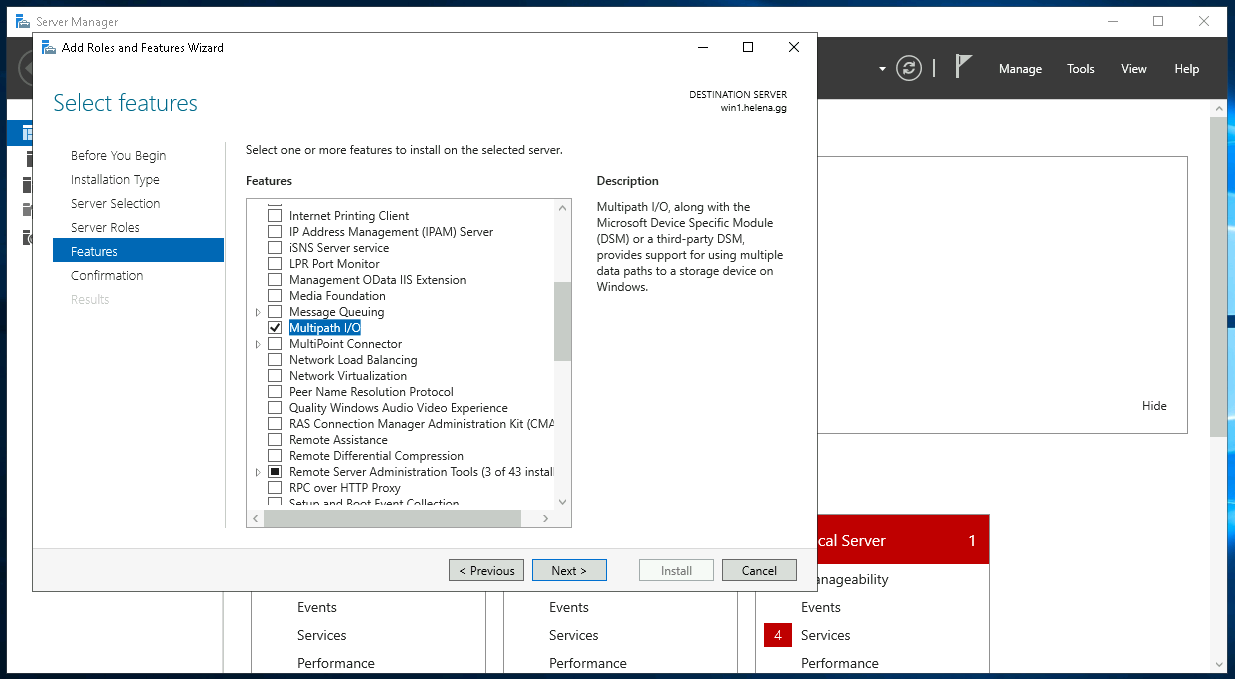 Server Manager
Add Roles and Features Wizard
Manage
Tools
View
Help
Select features
DESTINATION SERVER
win1.helena.gg
Before You Begin
Installation Type
Server Selection
Server Roles
Features
Confirmation
Results
Select one or more features to install on the selected server.
Features
Internet Printing Client
IP Address Management (IPAM) Server
iSNS Server service
LPR Port Monitor
Management OData IIS Extension
Media Foundation
Message Queuing
Multipath I/O
MultiPoint Connector
Network Load Balancing
Network Virtualization
Peer Name Resolution Protocol
Quality Windows Audio Video Experience
RAS Connection Manager Administration Kit (CMA
Remote Assistance
Remote Differential Compression
Remote Server Administration Tools (3 of 43 instal
RPC over HTTP Proxy
Setup and Boot Event Collection
Description
Multipath I/O, along with the
Microsoft Device Specific Module
(DSM) or a third-party DSM,
provides support for using multiple
data paths to a storage device on
Windows.
< Previous
Next >
Install
Cancel
Hide
cal Server 1
anageability
Events
Services
Performance
Events
Services
Performance
Events
4 Services
Performance